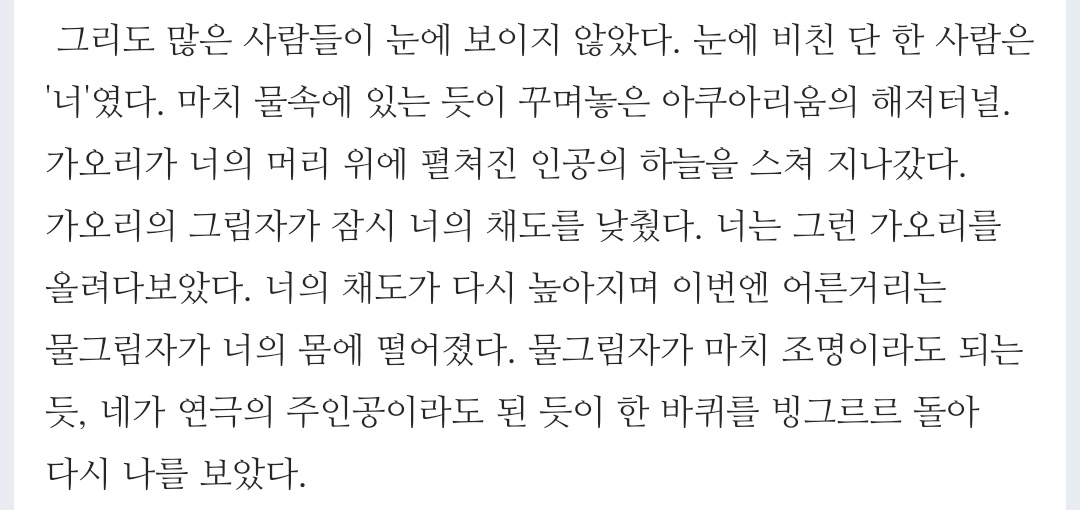 그리도 많은 사람들이 눈에 보이지 않았다. 눈에 비친 단 한 사람은
'너'였다. 마치 물속에 있는 듯이 꾸며놓은 아쿠아리움의 해저터널.
가오리가 너의 머리 위에 펼쳐진 인공의 하늘을 스쳐 지나갔다.
가오리의 그림자가 잠시 너의 채도를 낮췄다. 너는 그런 가오리를
올려다보았다. 너의 채도가 다시 높아지며 이번엔 어른거리는
물그림자가 너의 몸에 떨어졌다. 물그림자가 마치 조명이라도 되는
듯, 네가 연극의 주인공이라도 된 듯이 한 바퀴를 빙그르르 돌아
다시 나를 보았다.